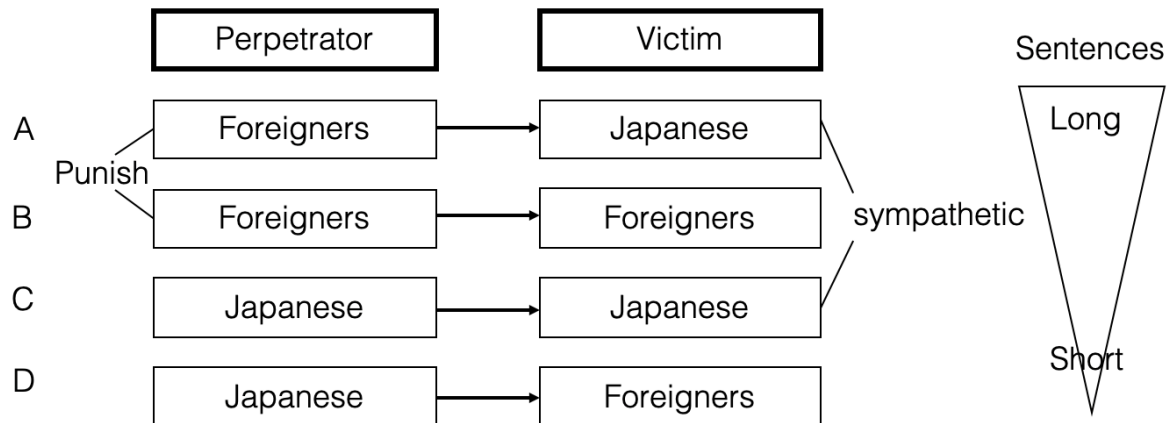 Perpetrator
Victim
Sentences
A
Foreigners
Japanese
Long
Punish
B
Foreigners
Foreigners
sympathetic
C
Japanese
Japanese
D
Japanese
Foreigners
Short